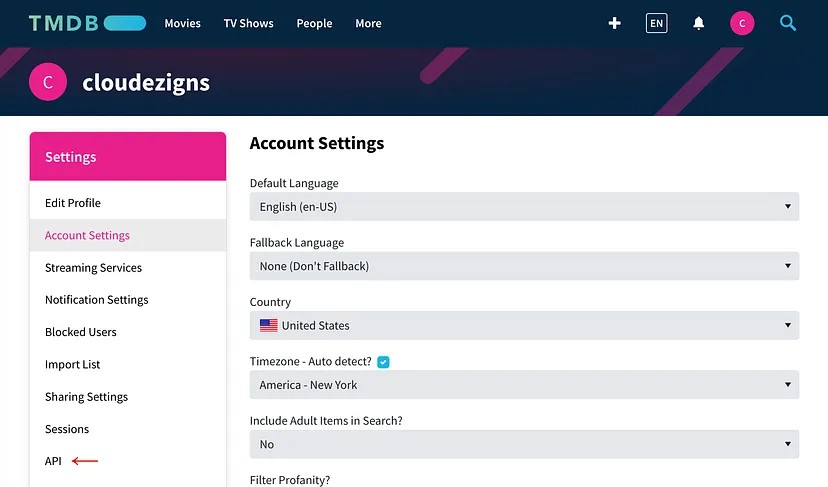 TMDB Movies TV Shows People More EN C
C cloudezigns
Settings
Edit Profile
Account Settings
Streaming Services
Notification Settings
Blocked Users
Import List
Sharing Settings
Sessions
API
Account Settings
Default Language
English (en-US)
Fallback Language
None (Don't Fallback)
Country
United States
Timezone - Auto detect?
America - New York
Include Adult Items in Search?
No
Filter Profanity?